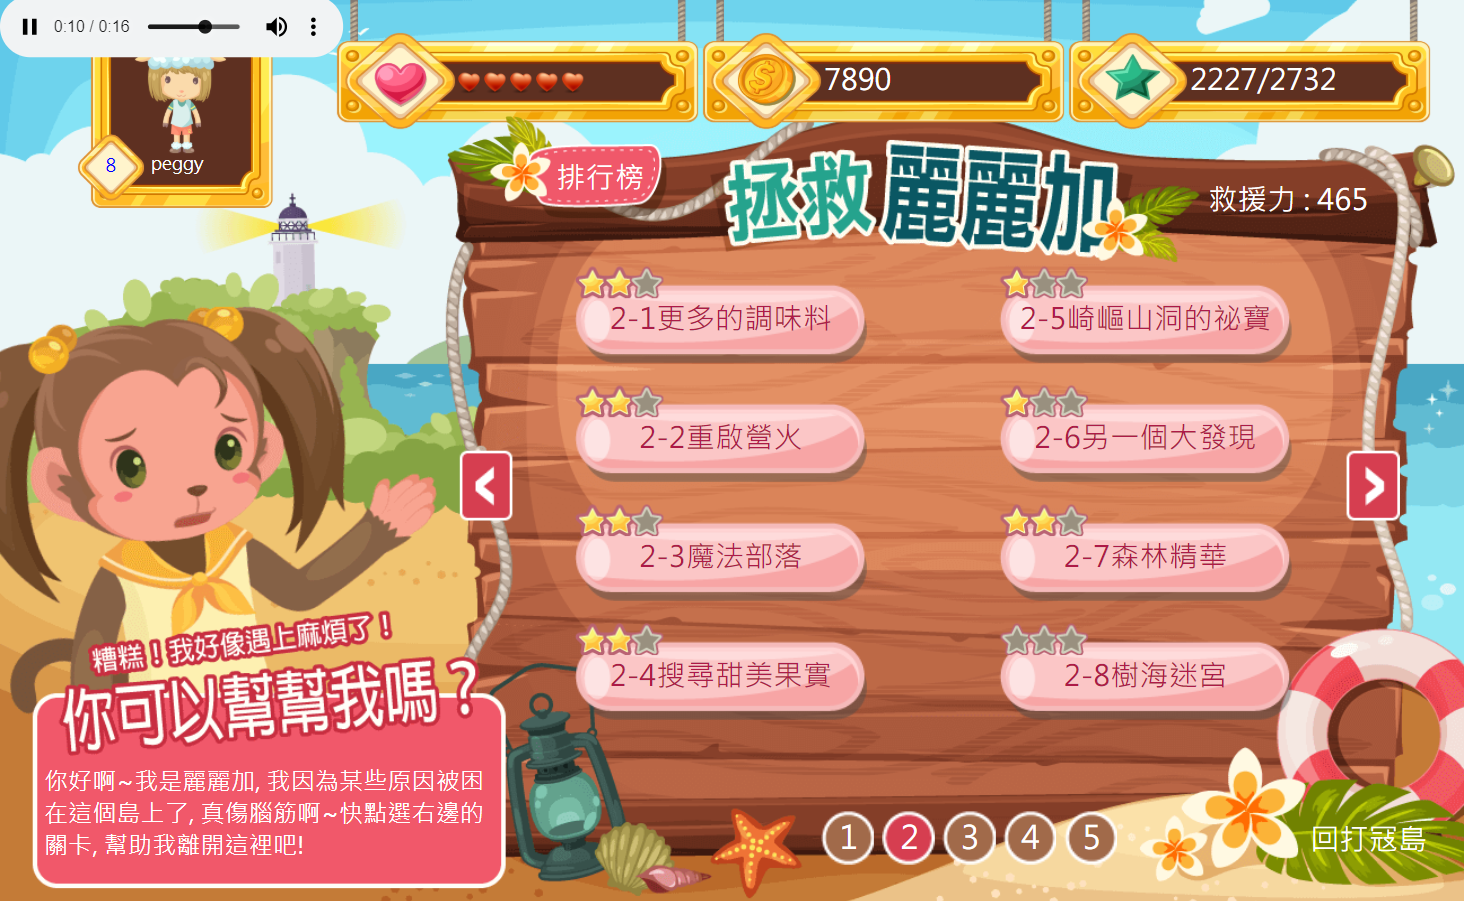 0:10 / 0:16
7890
2227/2732
8
peggy
排行榜
拯救麗麗加
救援力 : 465
2-1更多的調味料
2-5崎嶇山洞的祕寶
2-2重啟營火
2-6另一個大發現
2-3魔法部落
2-7森林精華
2-4搜尋甜美果實
2-8樹海迷宮
糟糕！我好像遇上麻煩了！
你可以幫幫我嗎？
你好啊~我是麗麗加, 我因為某些原因被困
在這個島上了, 真傷腦筋啊~快點選右邊的
關卡, 幫助我離開這裡吧!
1 2 3 4 5
回打寇島